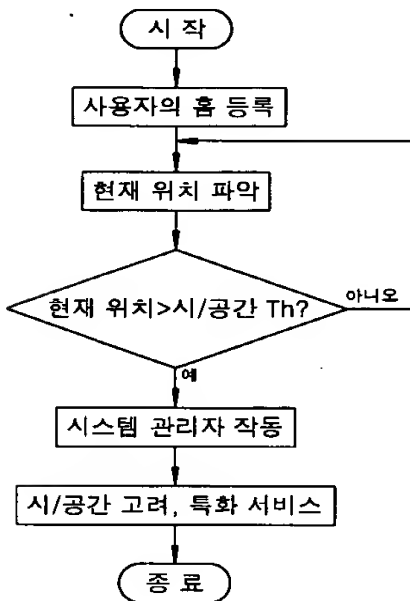 시 작
사용자의 홈 등록
현재 위치 파악
현재 위치>시/공간 Th?
아니오
예
시스템 관리자 작동
시/공간 고려, 특화 서비스
종 료